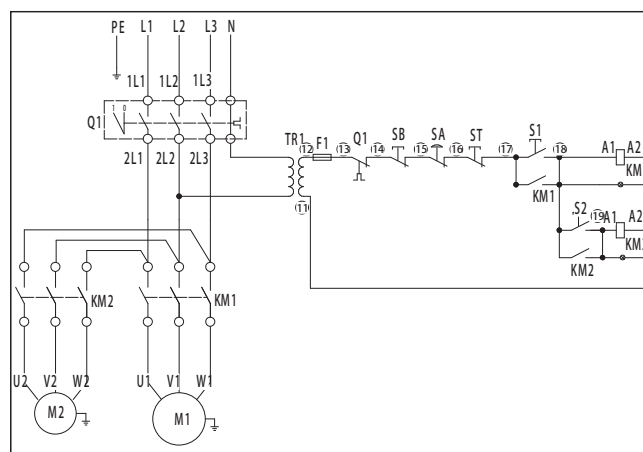 PE L1 L2 L3 N
1L1 1L2 1L3
Q1 1 0
2L1 2L2 2L3
TR1 12 F1 13 Q1 14 SB 15 SA 16 ST 17 S1 18 A1 A2
11
KM1
S2 19 A1 A2
KM2
KM2 KM1
U2 V2 W2 U1 V1 W1
M2 M1